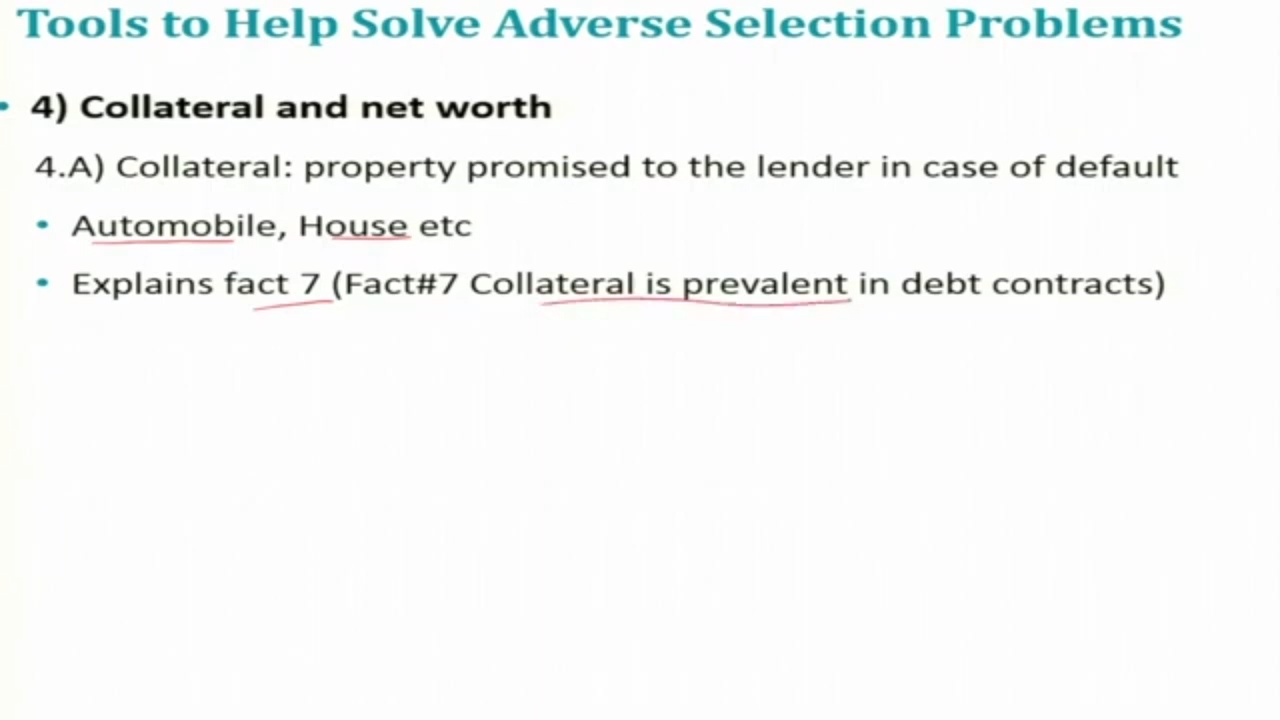 Tools to Help Solve Adverse Selection Problems
• 4) Collateral and net worth
4.A) Collateral: property promised to the lender in case of default
• Automobile, House etc
• Explains fact 7 (Fact#7 Collateral is prevalent in debt contracts)